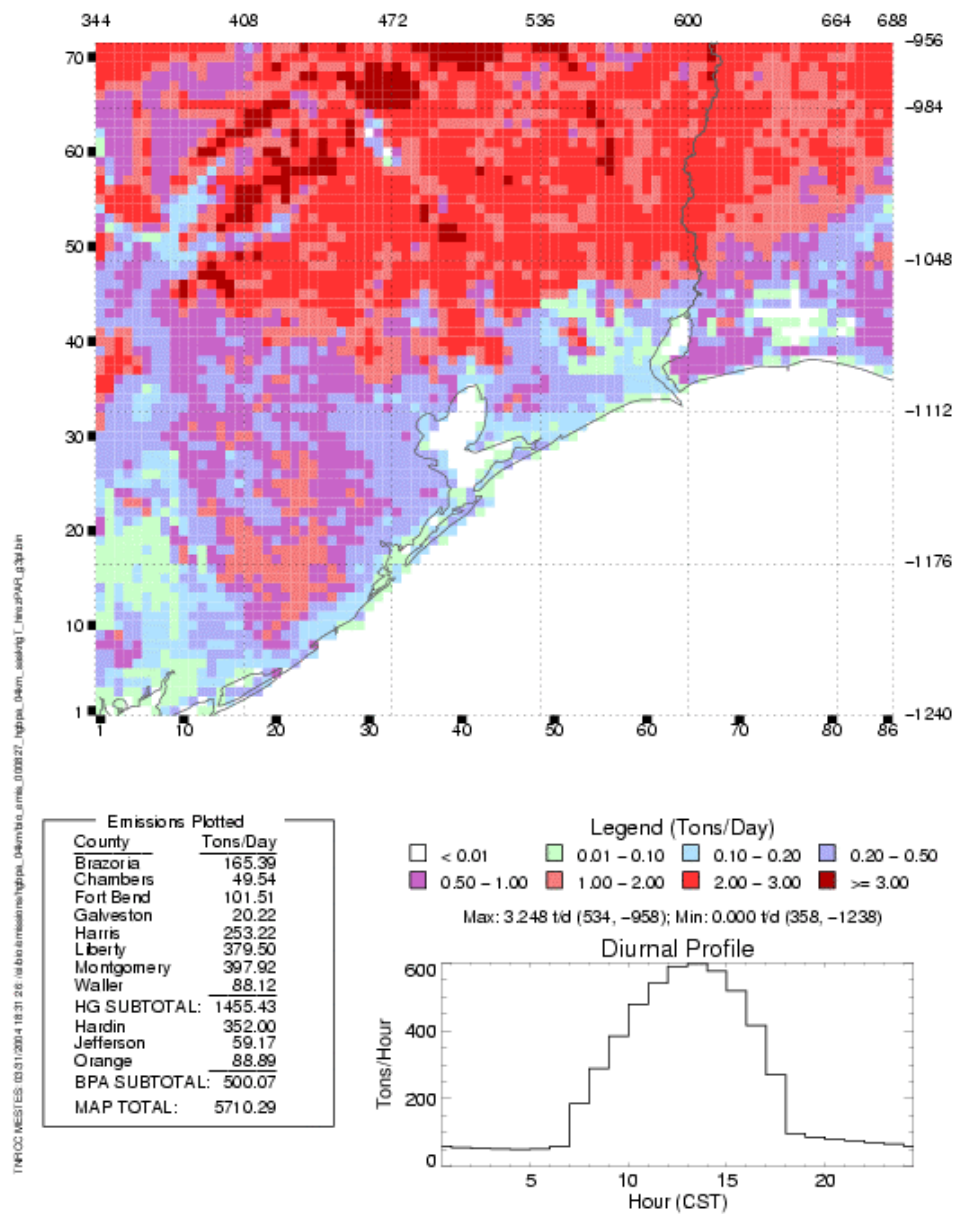 344 408 472 536 600 664 688
70 -956
-984
60
50
-1048
40
-1112
30
20
-1176
10
1 -1240
1 10 20 30 40 50 60 70 80 86
Emissions Plotted
County Tons/Day
Brazoria 165.39
Chambers 49.54
Fort Bend 101.51
Galveston 20.22
Harris 253.22
Liberty 379.50
Montgomery 397.92
Waller 88.12
HG SUBTOTAL: 1455.43
Hardin 352.00
Jefferson 59.17
Orange 88.89
BPA SUBTOTAL: 500.07
MAP TOTAL: 5710.29
Legend (Tons/Day)
< 0.01 0.01 - 0.10 0.10 - 0.20 0.20 - 0.50
0.50 - 1.00 1.00 - 2.00 2.00 - 3.00 >= 3.00
Max: 3.248 t/d (534, -958); Min: 0.000 t/d (358, -1238)
Diurnal Profile
600
400
200
0
Tons/Hour
5 10 15 20
Hour (CST)